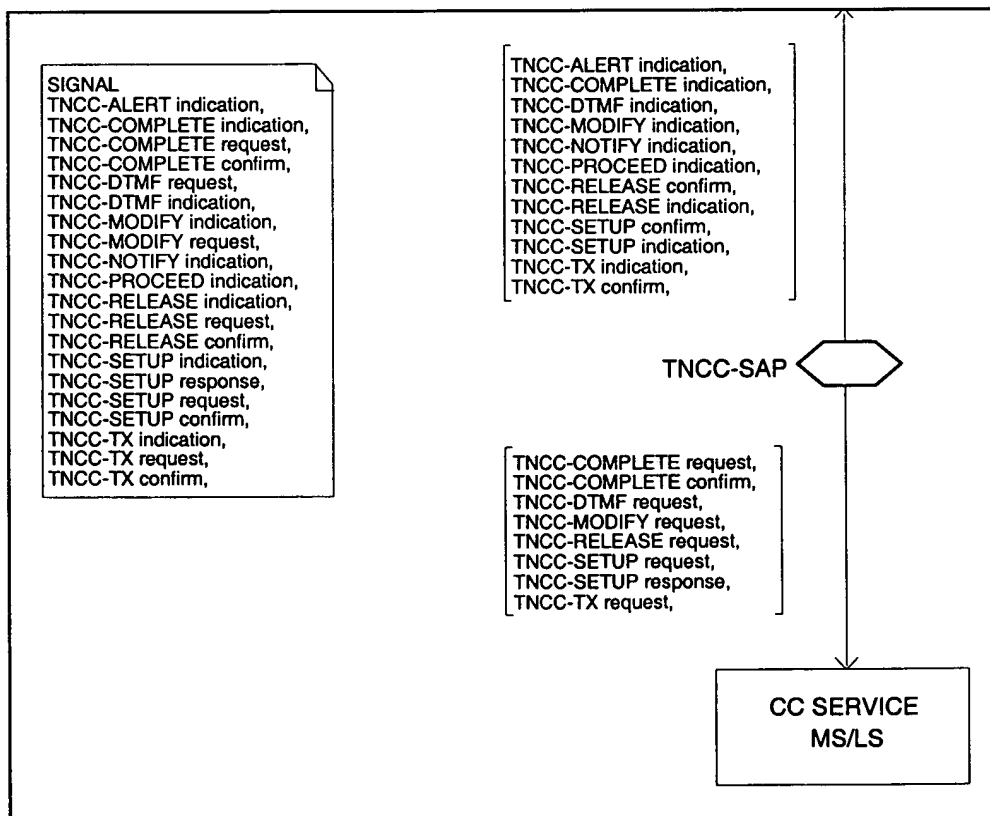 SIGNAL
TNCC-ALERT indication,
TNCC-COMPLETE indication,
TNCC-COMPLETE request,
TNCC-COMPLETE confirm,
TNCC-DTMF request,
TNCC-DTMF indication,
TNCC-MODIFY indication,
TNCC-MODIFY request,
TNCC-NOTIFY indication,
TNCC-PROCEED indication,
TNCC-RELEASE indication,
TNCC-RELEASE request,
TNCC-RELEASE confirm,
TNCC-SETUP indication,
TNCC-SETUP response,
TNCC-SETUP request,
TNCC-SETUP confirm,
TNCC-TX indication,
TNCC-TX request,
TNCC-TX confirm,
TNCC-ALERT indication,
TNCC-COMPLETE indication,
TNCC-DTMF indication,
TNCC-MODIFY indication,
TNCC-NOTIFY indication,
TNCC-PROCEED indication,
TNCC-RELEASE confirm,
TNCC-RELEASE indication,
TNCC-SETUP confirm,
TNCC-SETUP indication,
TNCC-TX indication,
TNCC-TX confirm,
TNCC-SAP
TNCC-COMPLETE request,
TNCC-COMPLETE confirm,
TNCC-DTMF request,
TNCC-MODIFY request,
TNCC-RELEASE request,
TNCC-SETUP request,
TNCC-SETUP response,
TNCC-TX request,
CC SERVICE
MS/LS